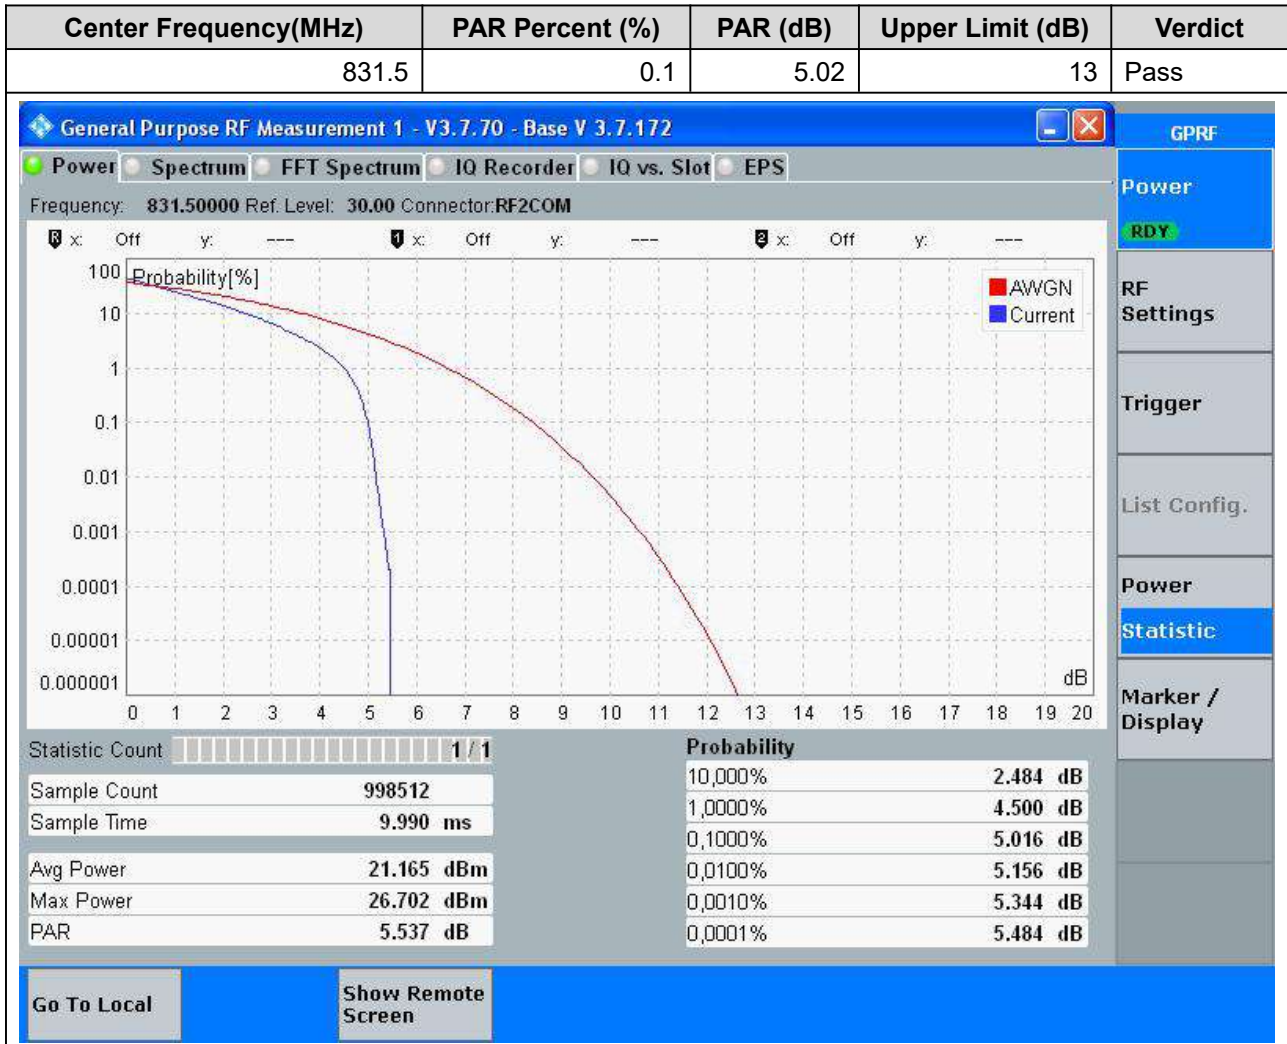 Center Frequency(MHz) PAR Percent (%) PAR (dB) Upper Limit (dB) Verdict
831.5 0.1 5.02 13 Pass
General Purpose RF Measurement 1 - V3.7.70 - Base V 3.7.172
GPRF
Power Spectrum FFT Spectrum IQ Recorder IQ vs. Slot EPS
Frequency: 831.50000 Ref. Level: 30.00 Connector:RF2COM
R x: Off y: --- 1 x: Off y: --- 2 x: Off y: ---
Probability[%]
100
10
1
0.1
0.01
0.001
0.0001
0.00001
0.000001
AWGN
Current
dB
0 1 2 3 4 5 6 7 8 9 10 11 12 13 14 15 16 17 18 19 20
Power
RDY
RF
Settings
Trigger
List Config.
Power
Statistic
Marker /
Display
Statistic Count 1 / 1
Sample Count 998512
Sample Time 9.990 ms
Avg Power 21.165 dBm
Max Power 26.702 dBm
PAR 5.537 dB
Probability
10,000% 2.484 dB
1,0000% 4.500 dB
0,1000% 5.016 dB
0,0100% 5.156 dB
0,0010% 5.344 dB
0,0001% 5.484 dB
Go To Local
Show Remote
Screen